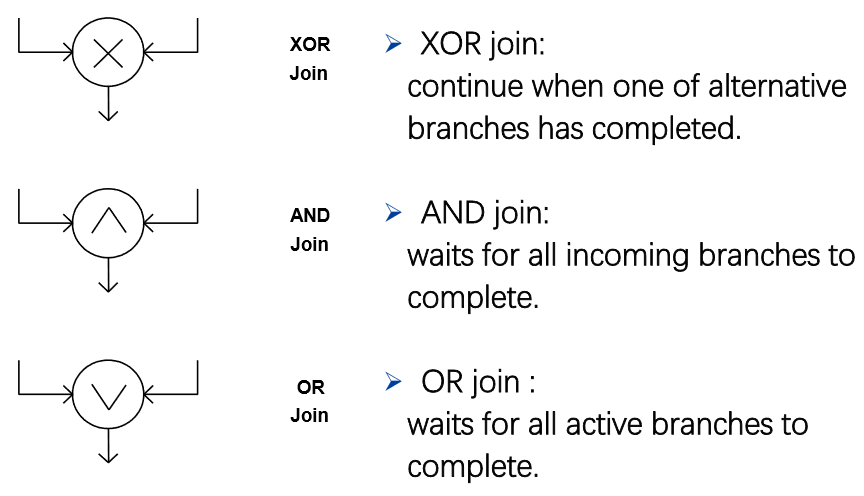 XOR
Join
XOR join:
continue when one of alternative
branches has completed.
AND
Join
AND join:
waits for all incoming branches to
complete.
OR
Join
OR join :
waits for all active branches to
complete.